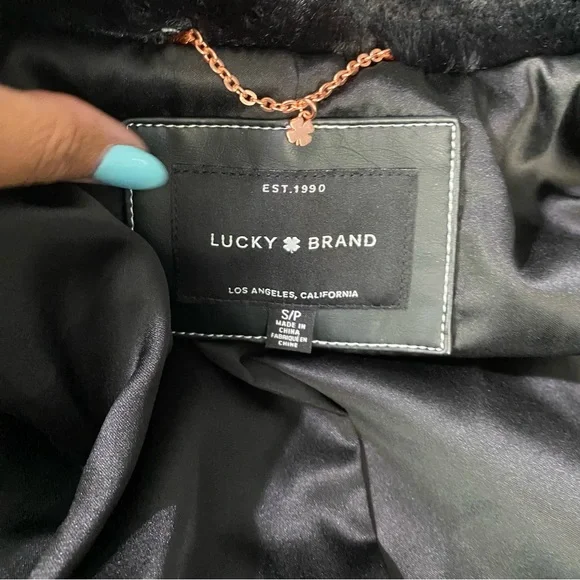 EST.1990
LUCKY BRAND
LOS ANGELES, CALIFORNIA
S/P
MADE IN
CHINA
FABRIQUÉ EN
CHINE